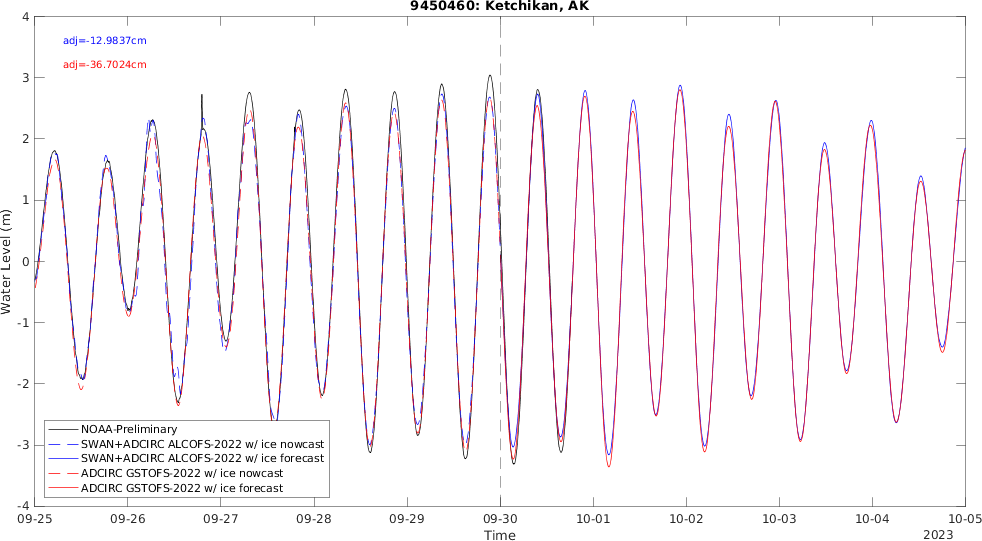 9450460: Ketchikan, AK
adj=-12.9837cm
adj=-36.7024cm
4
3
2
1
0
-1
-2
-3
-4
Water Level (m)
NOAA-Preliminary
SWAN+ADCIRC ALCOFS-2022 w/ ice nowcast
SWAN+ADCIRC ALCOFS-2022 w/ ice forecast
ADCIRC GSTOFS-2022 w/ ice nowcast
ADCIRC GSTOFS-2022 w/ ice forecast
09-25 09-26 09-27 09-28 09-29 09-30 10-01 10-02 10-03 10-04 10-05
Time
2023